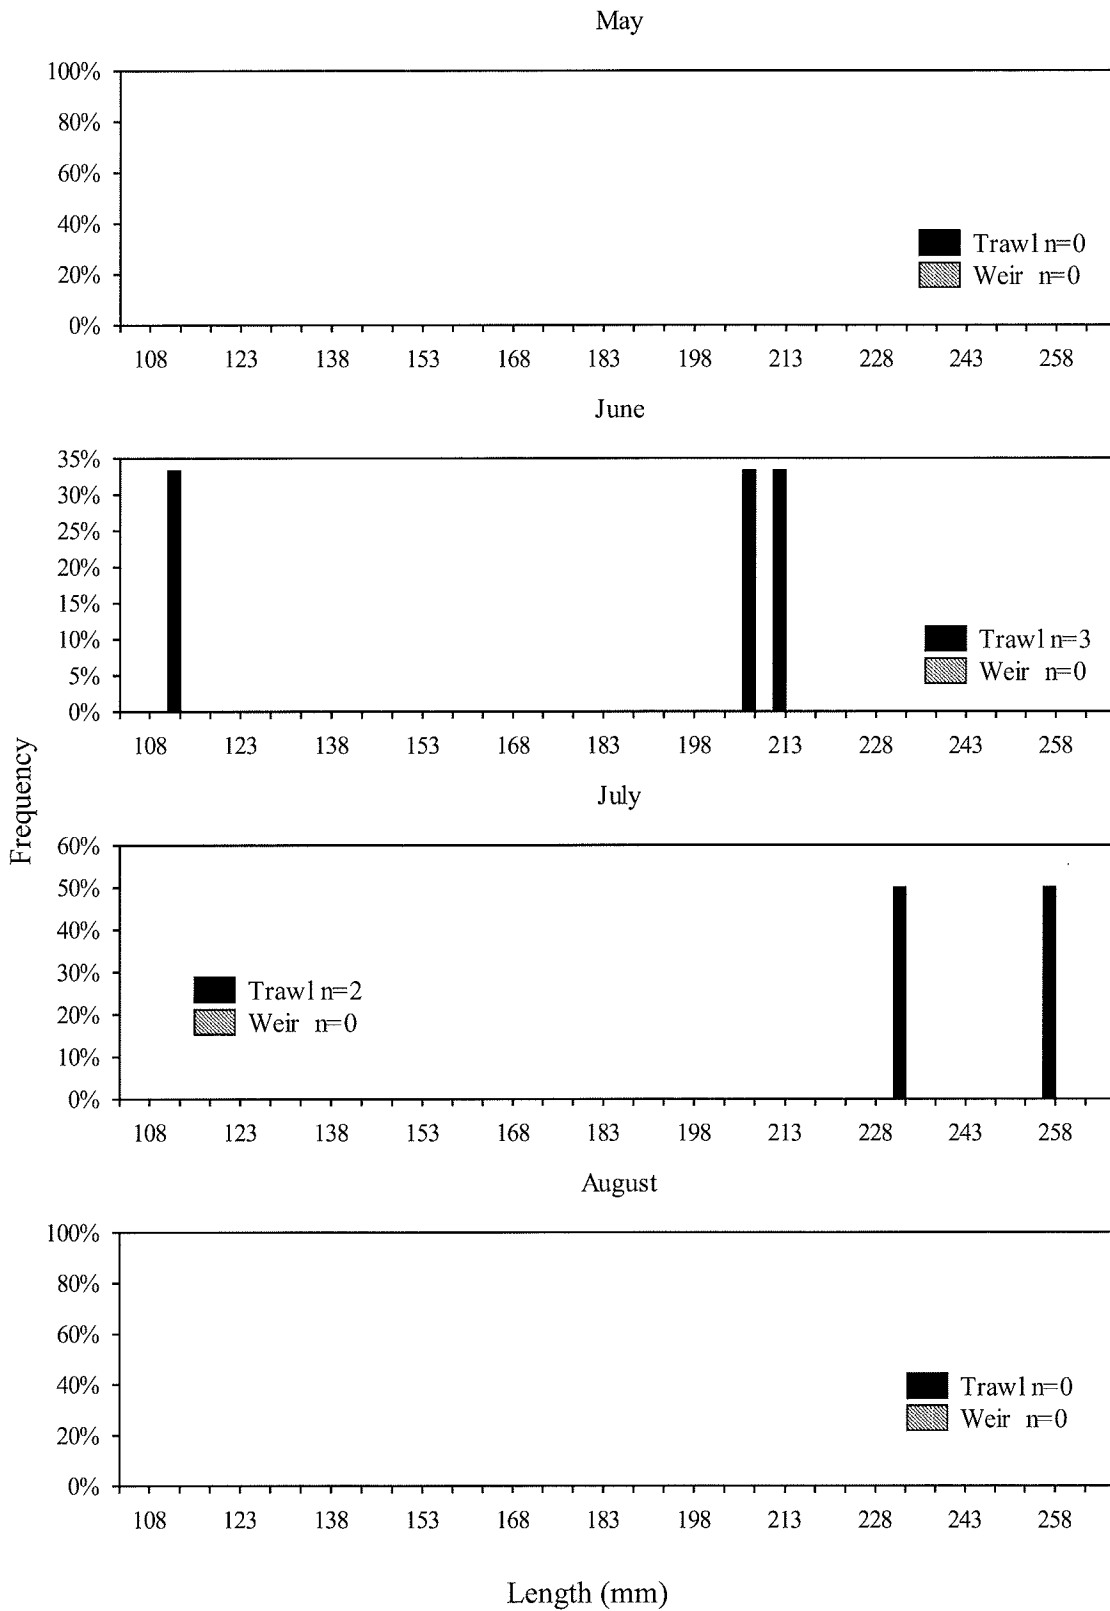 May
100%
80%
60%
40%
20%
0%
Trawl n=0
Weir n=0
108 123 138 153 168 183 198 213 228 243 258
June
35%
30%
25%
20%
15%
10%
5%
0%
Trawl n=3
Weir n=0
108 123 138 153 168 183 198 213 228 243 258
Frequency
July
60%
50%
40%
30%
20%
10%
0%
Trawl n=2
Weir n=0
108 123 138 153 168 183 198 213 228 243 258
August
100%
80%
60%
40%
20%
0%
Trawl n=0
Weir n=0
108 123 138 153 168 183 198 213 228 243 258
Length (mm)